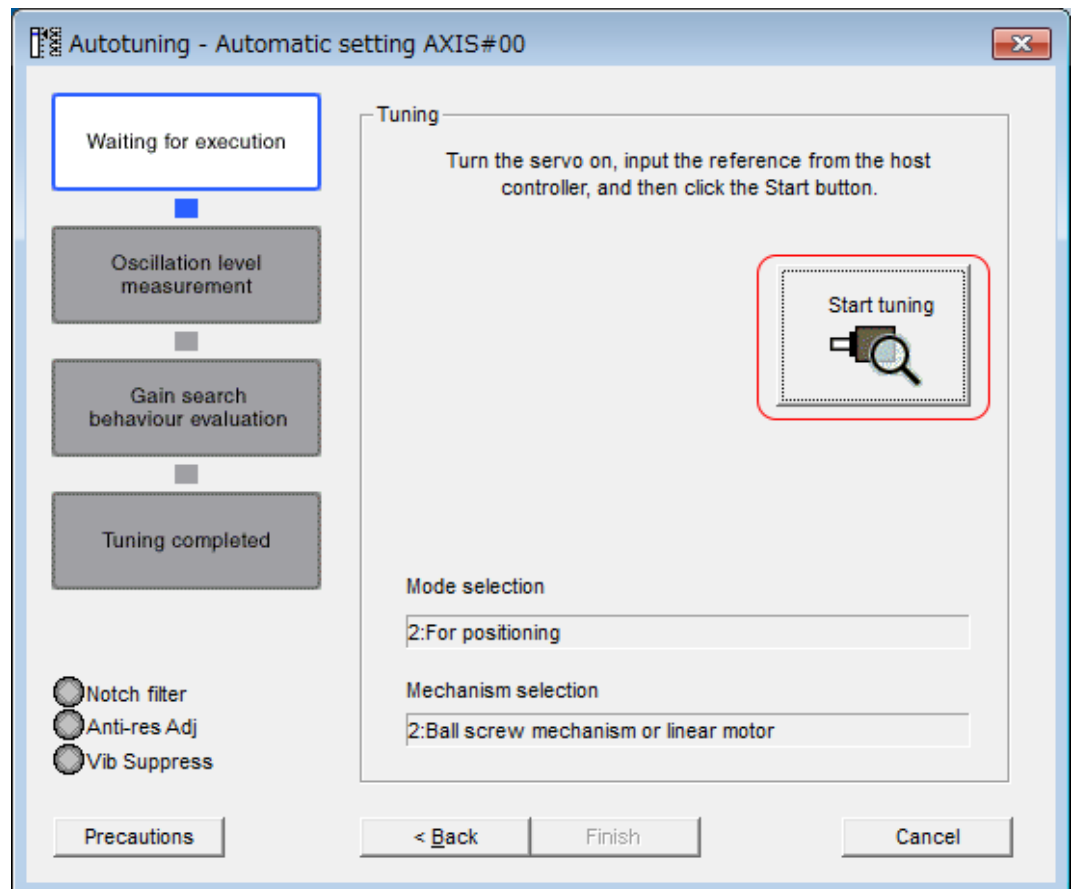 Autotuning - Automatic setting AXIS#00
Waiting for execution
Oscillation level
measurement
Gain search
behaviour evaluation
Tuning completed
Notch filter
Anti-res Adj
Vib Suppress
Tuning
Turn the servo on, input the reference from the host
controller, and then click the Start button.
Start tuning
Mode selection
2:For positioning
Mechanism selection
2:Ball screw mechanism or linear motor
Precautions
< Back
Finish
Cancel